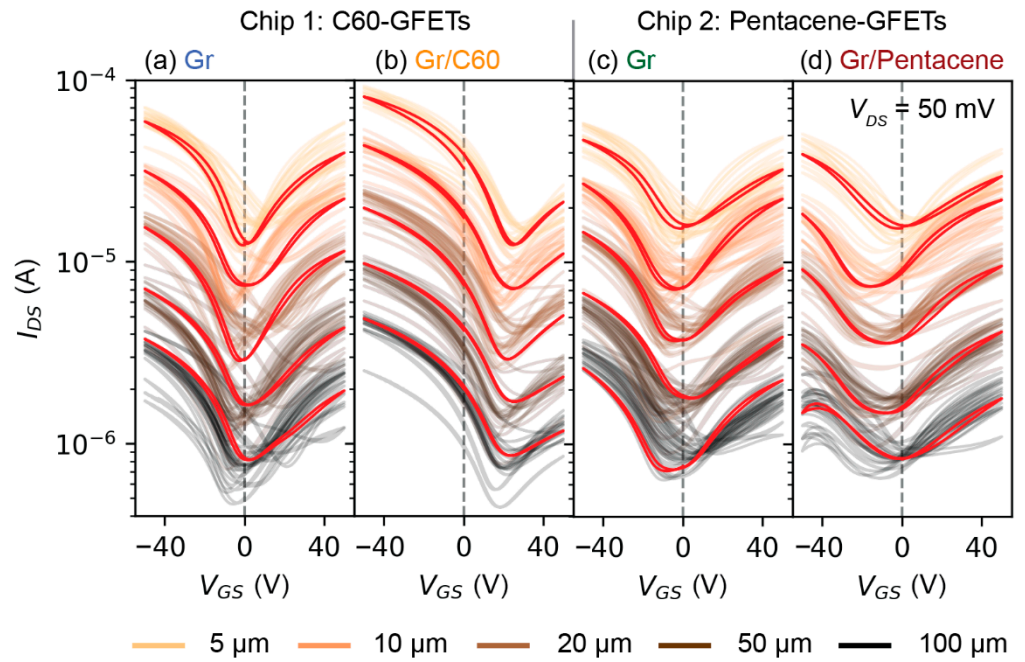 Chip 1: C60-GFETs Chip 2: Pentacene-GFETs
(a) Gr (b) Gr/C60 (c) Gr (d) Gr/Pentacene
V_DS = 50 mV
10⁻⁴
10⁻⁵
10⁻⁶
I_DS (A)
−40 0 40 −40 0 40 −40 0 40 −40 0 40
V_GS (V) V_GS (V) V_GS (V) V_GS (V)
5 μm 10 μm 20 μm 50 μm 100 μm